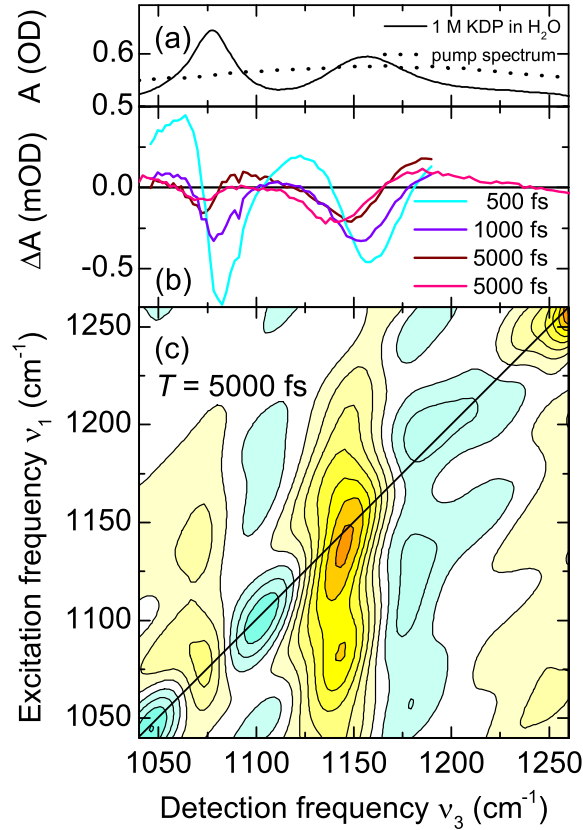 (a)
1 M KDP in H₂O
pump spectrum
A (OD)
0.6
0.5
(b)
ΔA (mOD)
0.0
-0.5
500 fs
1000 fs
5000 fs
5000 fs
(c)
T = 5000 fs
Excitation frequency ν₁ (cm⁻¹)
1250
1200
1150
1100
1050
1050 1100 1150 1200 1250
Detection frequency ν₃ (cm⁻¹)